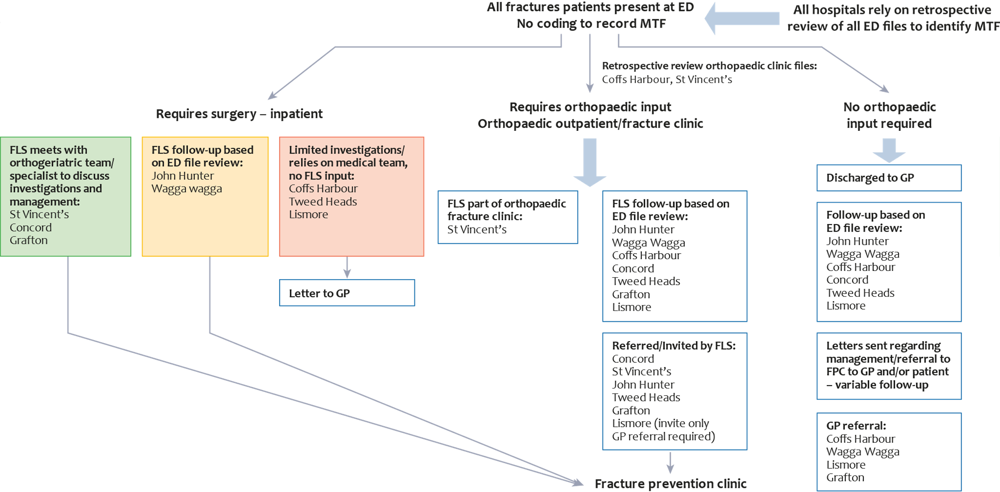 All fractures patients present at ED
No coding to record MTF
All hospitals rely on retrospective
review of all ED files to identify MTF
Retrospective review orthopaedic clinic files:
Coffs Harbour, St Vincent’s
Requires surgery – inpatient
Requires orthopaedic input
Orthopaedic outpatient/fracture clinic
No orthopaedic
input required
FLS meets with
orthogeriatric team/
specialist to discuss
investigations and
management:
St Vincent’s
Concord
Grafton
FLS follow-up based
on ED file review:
John Hunter
Wagga wagga
Limited investigations/
relies on medical team,
no FLS input:
Coffs Harbour
Tweed Heads
Lismore
Letter to GP
FLS part of orthopaedic
fracture clinic:
St Vincent’s
FLS follow-up based on
ED file review:
John Hunter
Wagga Wagga
Coffs Harbour
Concord
Tweed Heads
Grafton
Lismore
Referred/Invited by FLS:
Concord
St Vincent’s
John Hunter
Tweed Heads
Grafton
Lismore (invite only
GP referral required)
Fracture prevention clinic
Discharged to GP
Follow-up based on
ED file review:
John Hunter
Wagga Wagga
Coffs Harbour
Concord
Tweed Heads
Lismore
Letters sent regarding
management/referral to
FPC to GP and/or patient
– variable follow-up
GP referral:
Coffs Harbour
Wagga Wagga
Lismore
Grafton